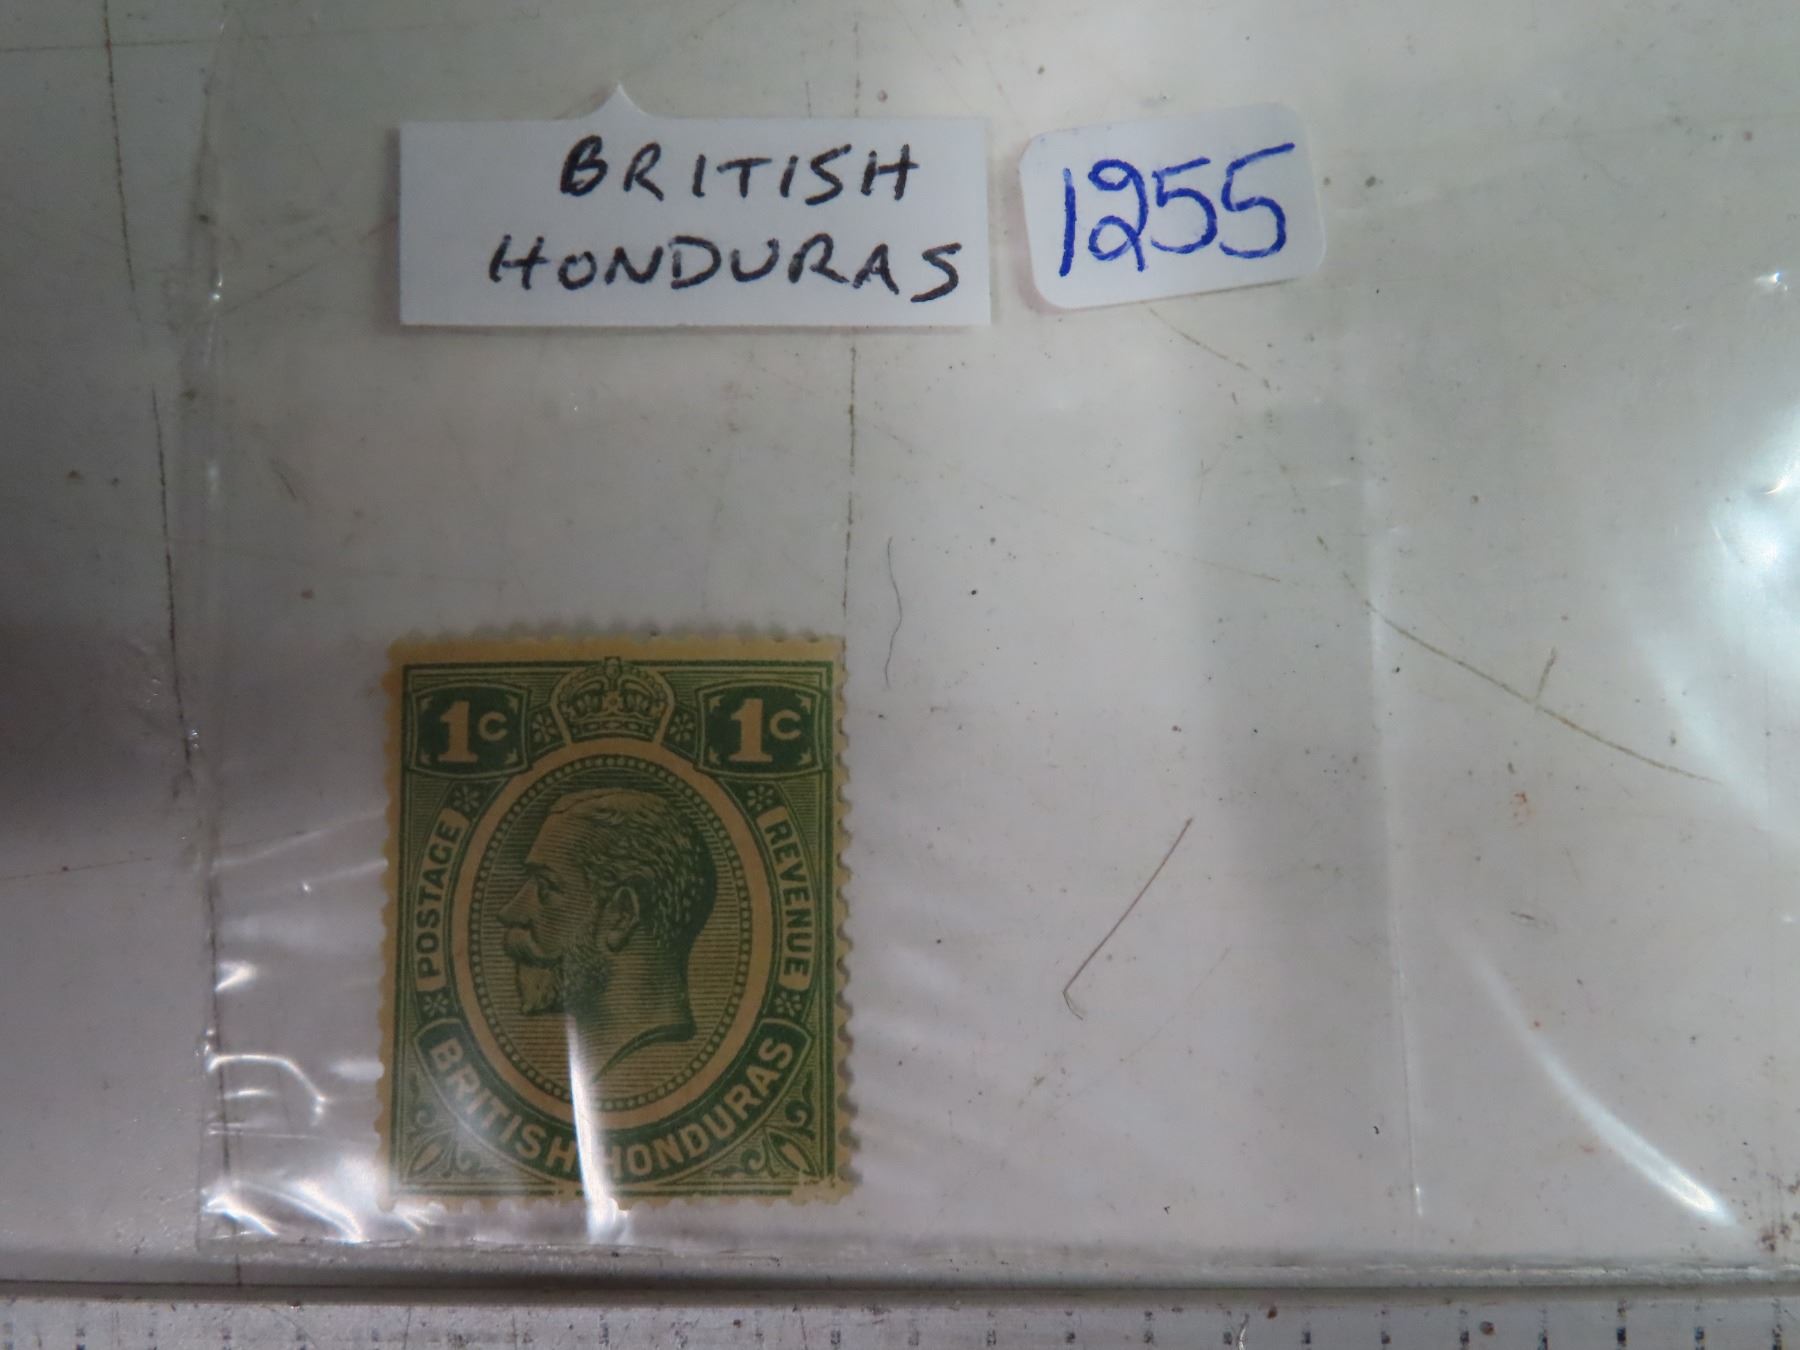 BRITISH
HONDURAS
1255
1c 1c
POSTAGE
REVENUE
BRITISH HONDURAS